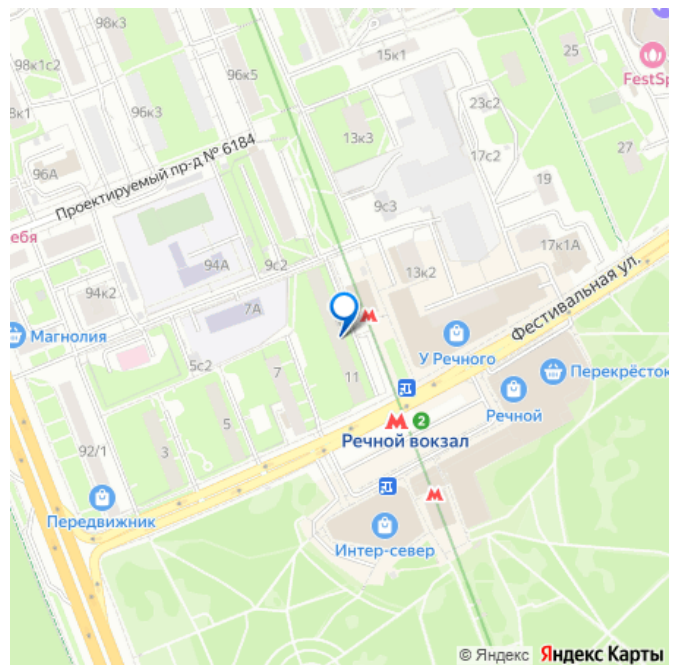 98к3
15к1
25
98к1с2
96к5
FestSp
8к1
96к3
23с2
13к3
Проектируемый пр-д № 6184
17с2
27
96А
19
9с3
ебя
17к1А
94А
9с2
13к2
Фестивальная ул.
94к2
7А
Магнолия
У Речного
5с2
7
11
Перекрёсток
Речной
5
2
Речной вокзал
92/1
3
Передвижник
Интер-север
© Яндекс Яндекс Карты